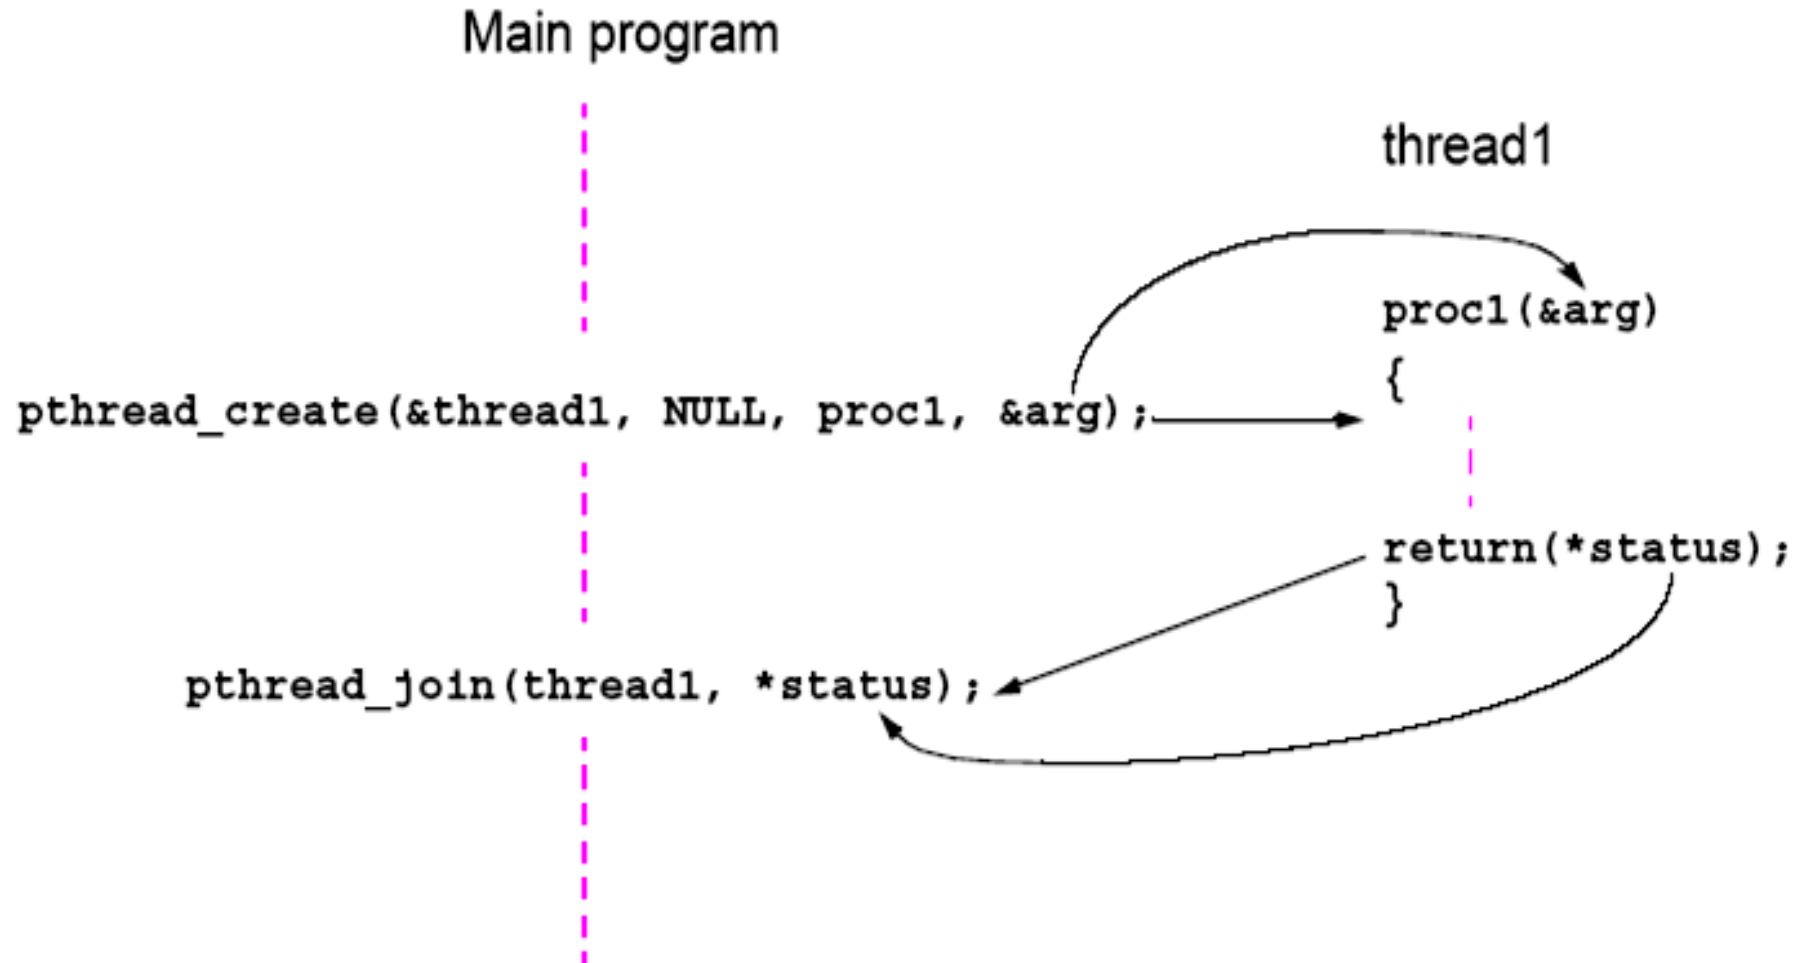 Main program
thread1
proc1(&arg)
{
pthread_create(&thread1, NULL, proc1, &arg);
return(*status);
}
pthread_join(thread1, *status);